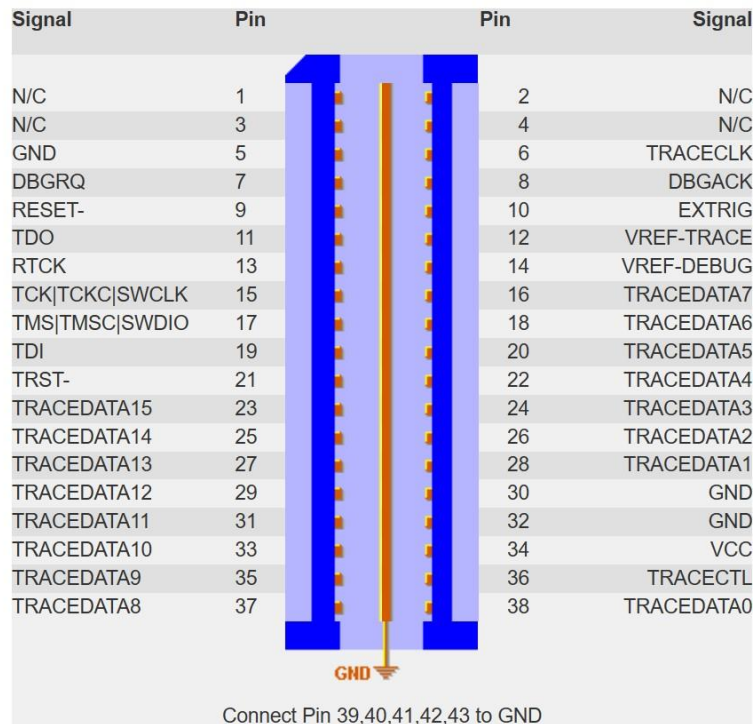 Signal Pin Pin Signal
N/C 1 2 N/C
N/C 3 4 N/C
GND 5 6 TRACECLK
DBGRQ 7 8 DBGACK
RESET- 9 10 EXTRIG
TDO 11 12 VREF-TRACE
RTCK 13 14 VREF-DEBUG
TCK|TCKC|SWCLK 15 16 TRACEDATA7
TMS|TMSC|SWDIO 17 18 TRACEDATA6
TDI 19 20 TRACEDATA5
TRST- 21 22 TRACEDATA4
TRACEDATA15 23 24 TRACEDATA3
TRACEDATA14 25 26 TRACEDATA2
TRACEDATA13 27 28 TRACEDATA1
TRACEDATA12 29 30 GND
TRACEDATA11 31 32 GND
TRACEDATA10 33 34 VCC
TRACEDATA9 35 36 TRACECTL
TRACEDATA8 37 38 TRACEDATA0
GND
Connect Pin 39,40,41,42,43 to GND